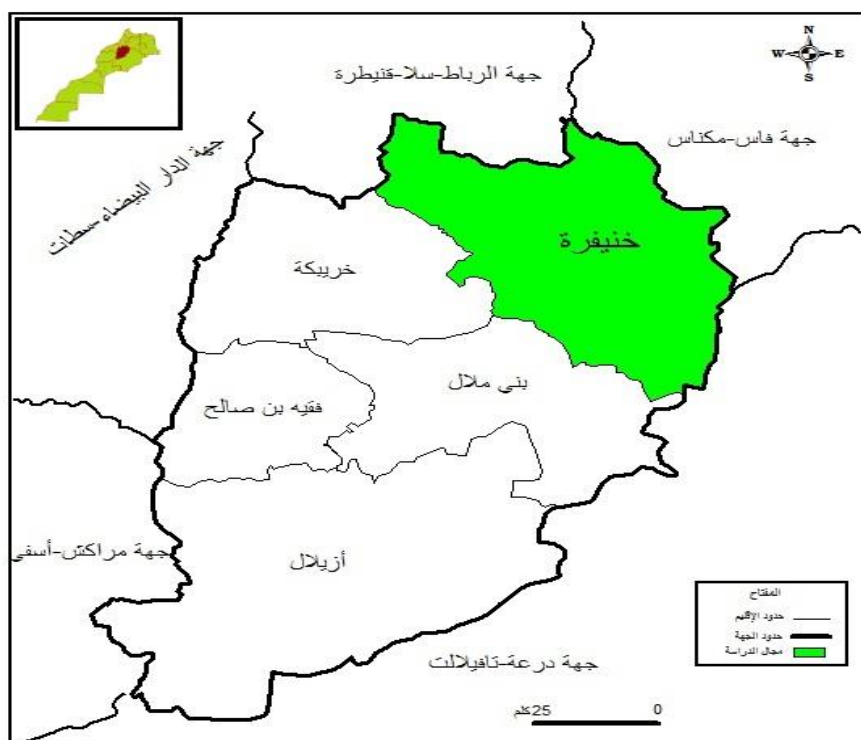 N
W E
S
جهة الرباط-سلا-قنيطرة
جهة فاس-مكناس
جهة الدار البيضاء-سطات
خنيفرة
خريبكة
بني ملال
فقيه بن صالح
أزيلال
جهة مراكش-أسفي
جهة درعة-تافيلالت
المفتاح
حدود الإقليم
حدود الجهة
مجال الدراسة
0 25كلم